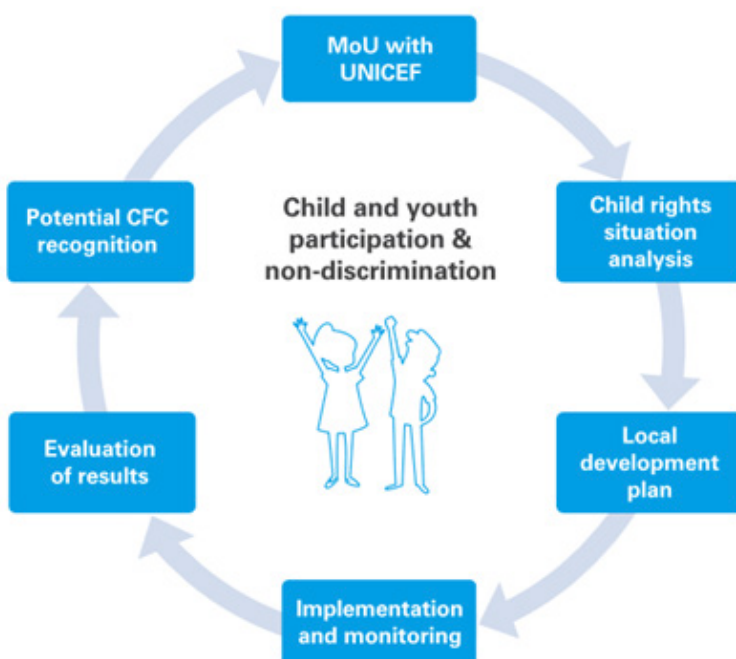 MoU with
UNICEF
Child rights
situation
analysis
Local
development
plan
Implementation
and monitoring
Evaluation
of results
Potential CFC
recognition
Child and youth
participation &
non-discrimination